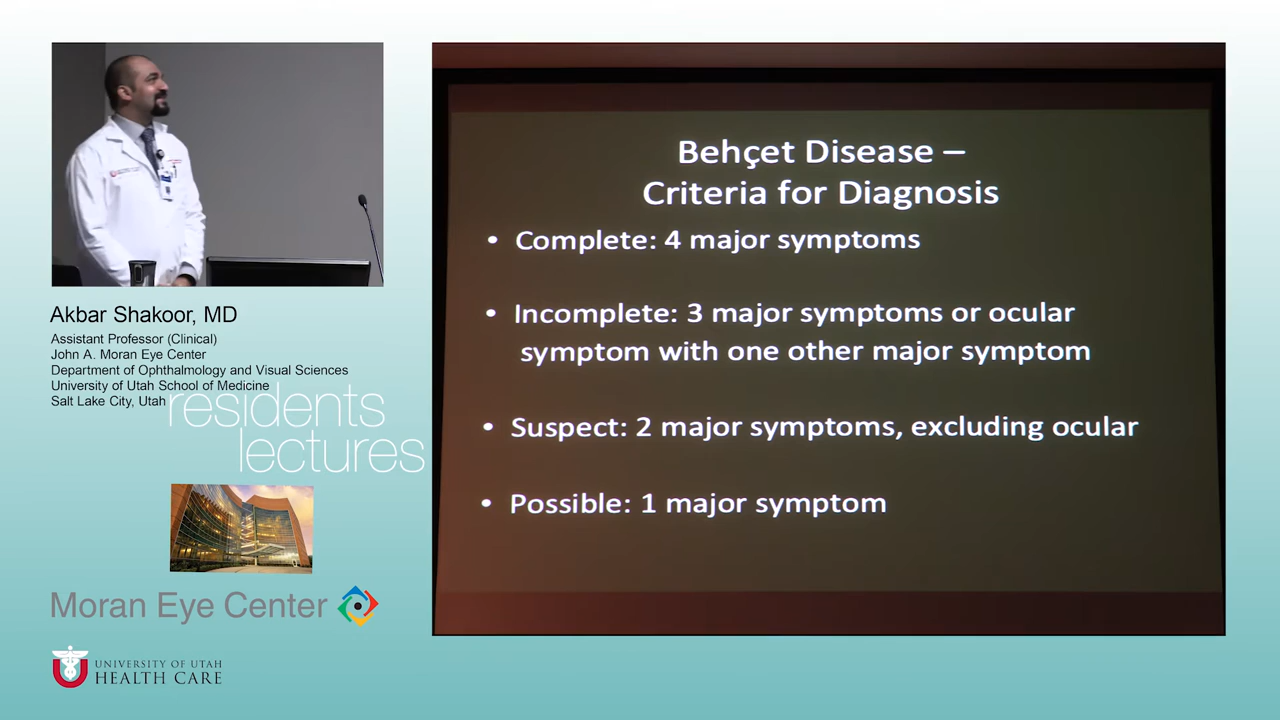 Behçet Disease –
Criteria for Diagnosis
• Complete: 4 major symptoms
• Incomplete: 3 major symptoms or ocular
symptom with one other major symptom
• Suspect: 2 major symptoms, excluding ocular
• Possible: 1 major symptom
Akbar Shakoor, MD
Assistant Professor (Clinical)
John A. Moran Eye Center
Department of Ophthalmology and Visual Sciences
University of Utah School of Medicine
Salt Lake City, Utah
residents
lectures
Moran Eye Center
UNIVERSITY OF UTAH
HEALTH CARE